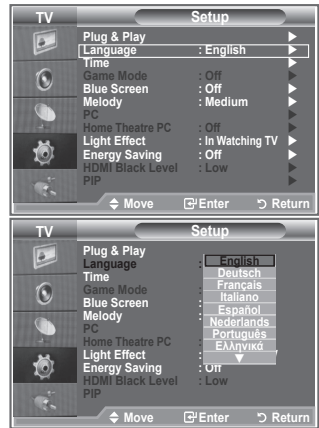 TV Setup
Plug & Play
Language : English
Time
Game Mode : Off
Blue Screen : Off
Melody : Medium
PC
Home Theatre PC : Off
Light Effect : In Watching TV
Energy Saving : Off
HDMI Black Level : Low
PIP
Move Enter Return
TV Setup
Plug & Play
Language : English
Time Deutsch
Game Mode : Français
Blue Screen : Italiano
Melody : Español
PC Nederlands
Home Theatre PC : Português
Light Effect : Ελληνικά
Energy Saving : Off
HDMI Black Level : Low
PIP
Move Enter Return